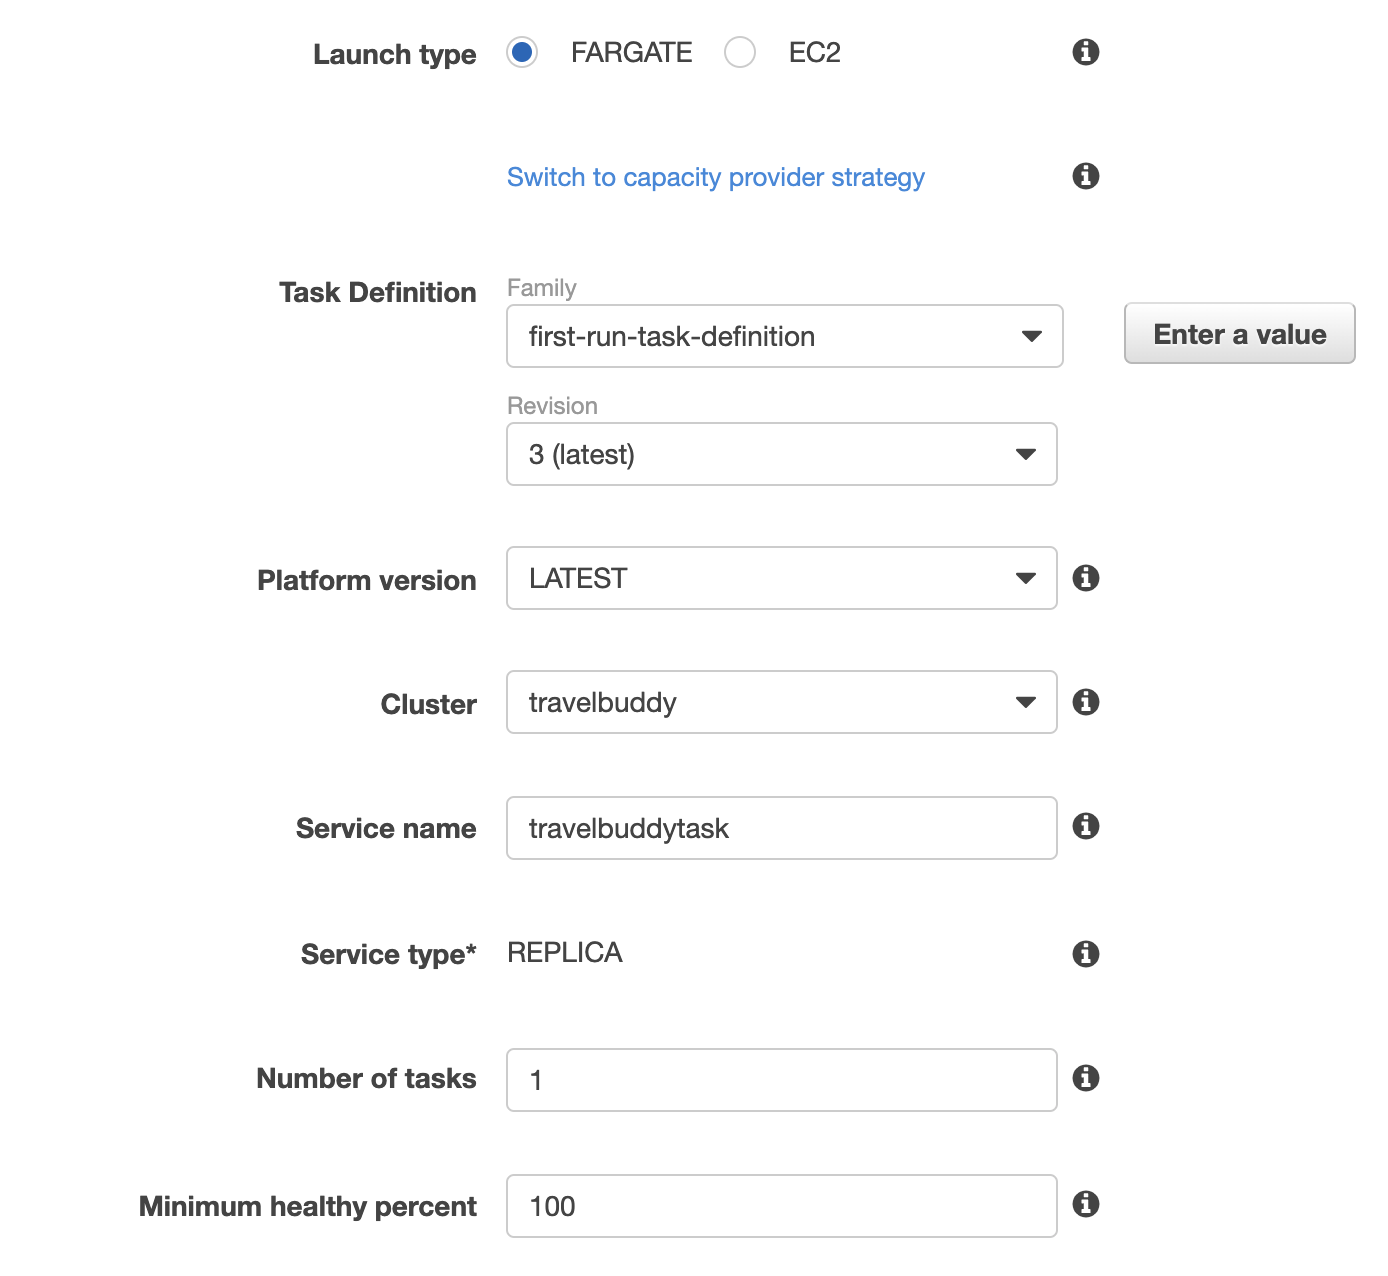 Launch type FARGATE EC2
Switch to capacity provider strategy
Task Definition Family
first-run-task-definition Enter a value
Revision
3 (latest)
Platform version LATEST
Cluster travelbuddy
Service name travelbuddytask
Service type* REPLICA
Number of tasks 1
Minimum healthy percent 100